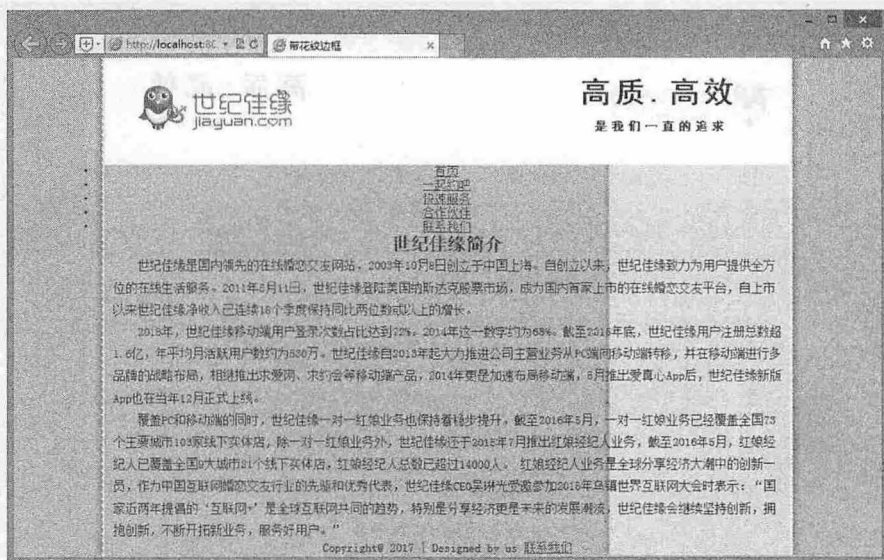 http://localhost:80
带花纹边框
世纪佳缘
jiayuan.com
高质.高效
是我们一直的追求
首页
一起约吧
快速服务
合作伙伴
联系我们
世纪佳缘简介
世纪佳缘是国内领先的在线婚恋交友网站。2003年10月8日创立于中国上海。自创立以来，世纪佳缘致力为用户提供全方
位的在线生活服务。2011年5月11日，世纪佳缘登陆美国纳斯达克股票市场，成为国内首家上市的在线婚恋交友平台，自上市
以来世纪佳缘净收入已连续18个季度保持同比两位数或以上的增长。
2015年，世纪佳缘移动端用户登录次数占比达到72%。2014年这一数字约为68%。截至2015年底，世纪佳缘用户注册总数超
1.6亿，年平均月活跃用户数约为530万。世纪佳缘自2013年起大力推进公司主营业务从PC端向移动端转移，并在移动端进行多
品牌的战略布局，相继推出求爱网、求约会等移动端产品，2014年更是加速布局移动端，8月推出爱真心App后，世纪佳缘新版
App也在当年12月正式上线。
覆盖PC和移动端的同时，世纪佳缘一对一红娘业务也保持着稳步提升，截至2016年5月，一对一红娘业务已经覆盖全国73
个主要城市103家线下实体店，除一对一红娘业务外，世纪佳缘还于2015年7月推出红娘经纪人业务，截至2016年5月，红娘经
纪人已覆盖全国9大城市21个线下实体店，红娘经纪人总数已超过14000人。 红娘经纪人业务是全球分享经济大潮中的创新一
员，作为中国互联网婚恋交友行业的先驱和优秀代表，世纪佳缘CEO吴琳光受邀参加2015年乌镇世界互联网大会时表示：“国
家近两年提倡的‘互联网+’是全球互联网共同的趋势，特别是分享经济更是未来的发展潮流，世纪佳缘会继续坚持创新，拥
抱创新，不断开拓新业务，服务好用户。”
Copyright@ 2017 | Designed by us 联系我们